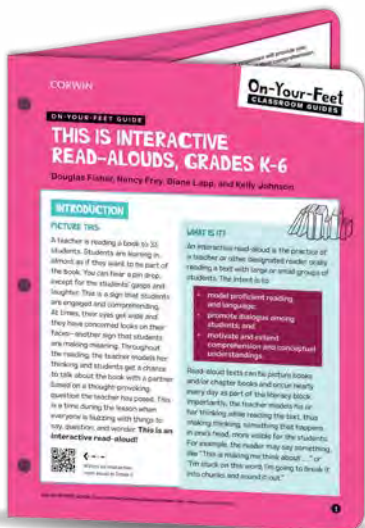 CORWIN
On-Your-Feet
CLASSROOM GUIDES
ON-YOUR-FEET GUIDE
THIS IS INTERACTIVE
READ-ALOUDS, GRADES K-6
Douglas Fisher, Nancy Frey, Diane Lapp, and Kelly Johnson
INTRODUCTION
PICTURE THIS:
A teacher is reading a book to 32
students. Students are leaning in
almost as if they want to be part of
the book. You can hear a pin drop,
except for the students' gasps and
laughter. This is a sign that students
are engaged and comprehending.
At times, their eyes get wide and
they have concerned looks on their
faces—another sign that students
are making meaning. Throughout
the reading, the teacher models her
thinking and students get a chance
to talk about the book with a partner
based on a thought-provoking
question the teacher has posed. This
is a time during the lesson when
everyone is buzzing with things to
say, question, and wonder. This is an
interactive read-aloud!
WHAT IS IT?
An interactive read-aloud is the practice of
a teacher or other designated reader orally
reading a text with large or small groups of
students. The intent is to
• model proficient reading
and language;
• promote dialogue among
students; and
• motivate and extend
comprehension and conceptual
understandings.
Read-aloud texts can be picture books
and/or chapter books and occur nearly
every day as part of the literacy block.
Importantly, the teacher models his or
her thinking while reading the text, thus
making thinking, something that happens
in one's head, more visible for the students.
For example, the reader may say something
like "This is making me think about . . ." or
"I'm stuck on this word, I'm going to break it
into chunks and sound it out."
1